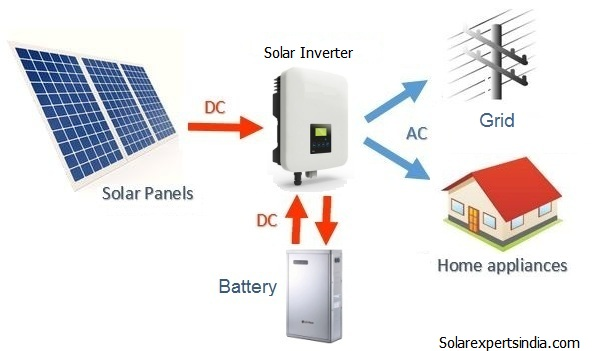 Solar Inverter
DC
Grid
AC
Solar Panels
DC
Home appliances
Battery
Solarexpertsindia.com